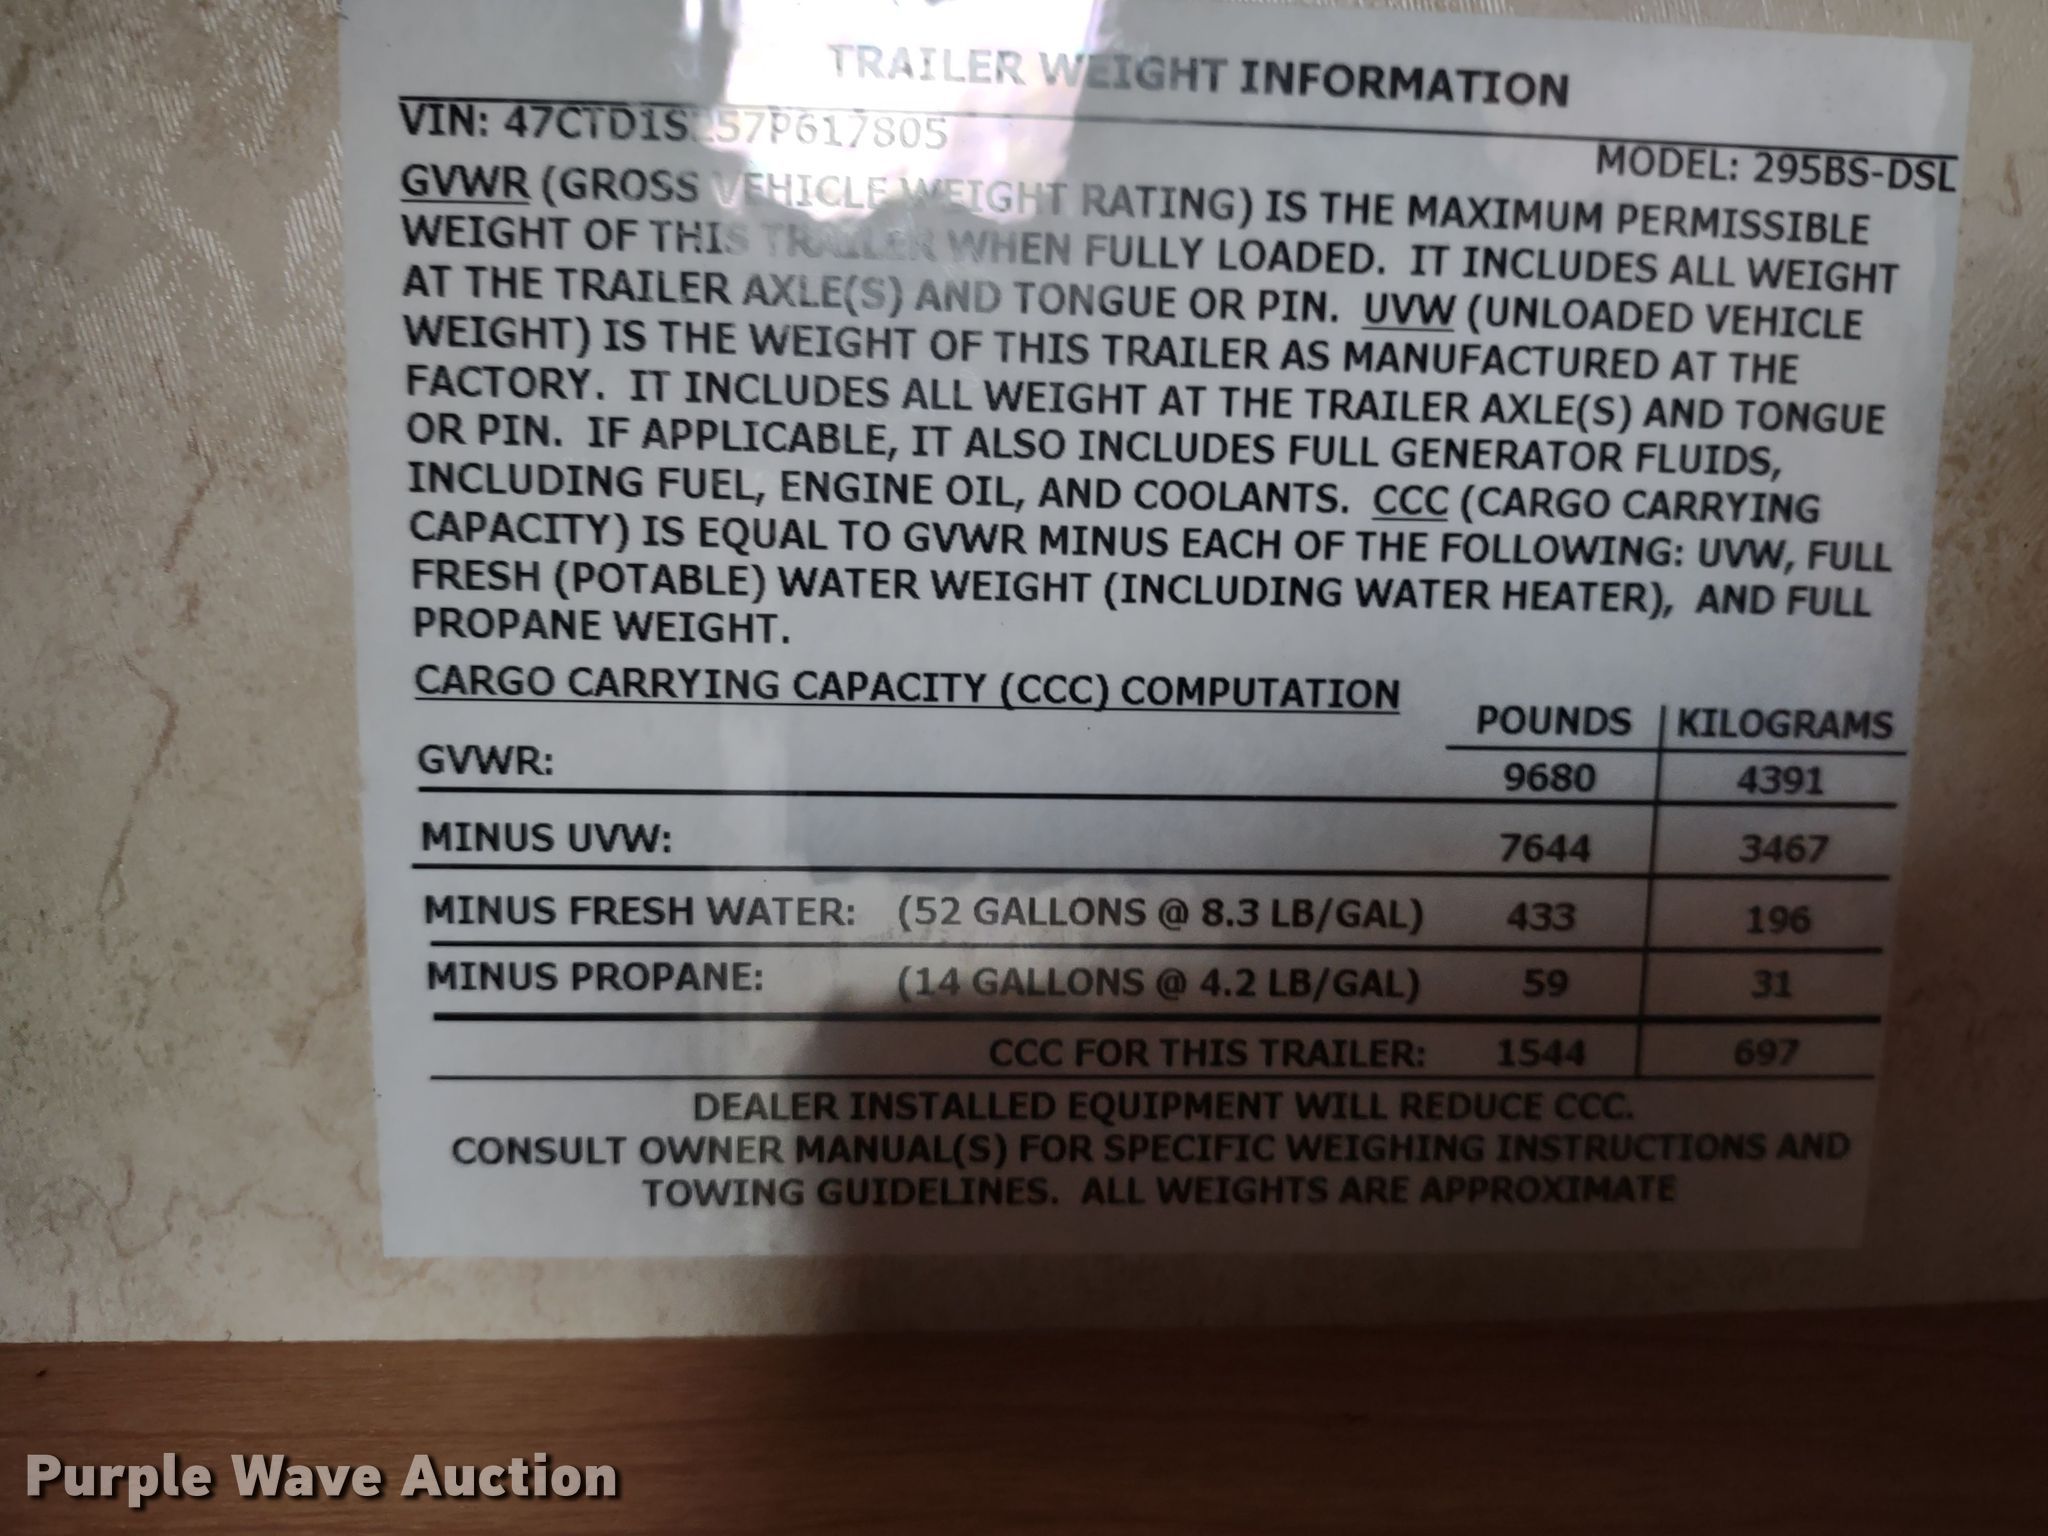 TRAILER WEIGHT INFORMATION
VIN:
MODEL: 295BS-DSL
GVWR (GROSS VEHICLE WEIGHT RATING) IS THE MAXIMUM PERMISSIBLE
WEIGHT OF THIS TRAILER WHEN FULLY LOADED. IT INCLUDES ALL WEIGHT
AT THE TRAILER AXLE(S) AND TONGUE OR PIN. UVW (UNLOADED VEHICLE
WEIGHT) IS THE WEIGHT OF THIS TRAILER AS MANUFACTURED AT THE
FACTORY. IT INCLUDES ALL WEIGHT AT THE TRAILER AXLE(S) AND TONGUE
OR PIN. IF APPLICABLE, IT ALSO INCLUDES FULL GENERATOR FLUIDS,
INCLUDING FUEL, ENGINE OIL, AND COOLANTS. CCC (CARGO CARRYING
CAPACITY) IS EQUAL TO GVWR MINUS EACH OF THE FOLLOWING: UVW, FULL
FRESH (POTABLE) WATER WEIGHT (INCLUDING WATER HEATER), AND FULL
PROPANE WEIGHT.
CARGO CARRYING CAPACITY (CCC) COMPUTATION
POUNDS KILOGRAMS
GVWR: 9680 4391
MINUS UVW: 7644 3467
MINUS FRESH WATER: (52 GALLONS @ 8.3 LB/GAL) 433 196
MINUS PROPANE: (14 GALLONS @ 4.2 LB/GAL) 59 31
CCC FOR THIS TRAILER: 1544 697
DEALER INSTALLED EQUIPMENT WILL REDUCE CCC.
CONSULT OWNER MANUAL(S) FOR SPECIFIC WEIGHING INSTRUCTIONS AND
TOWING GUIDELINES. ALL WEIGHTS ARE APPROXIMATE
Purple Wave Auction